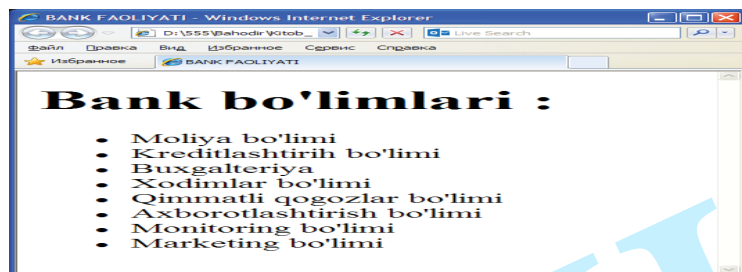 BANK FAOLIYATI - Windows Internet Explorer
D:\555\Bahodir\Kitob_
Live Search
Файл Правка Вид Избранное Сервис Справка
Избранное
BANK FAOLIYATI
Bank bo'limlari :
• Moliya bo'limi
• Kreditlashtirih bo'limi
• Buxgalteriya
• Xodimlar bo'limi
• Qimmatli qogozlar bo'limi
• Axborotlashtirish bo'limi
• Monitoring bo'limi
• Marketing bo'limi